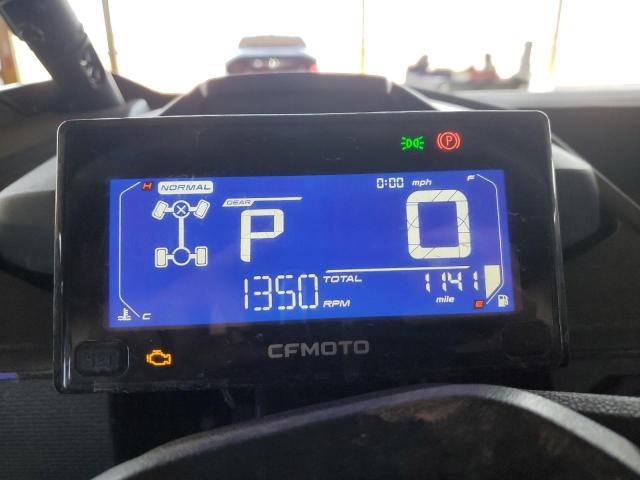 P
H NORMAL 0:00 mph F
GEAR
P 0
1350 RPM TOTAL 1141
mile E
C
CFMOTO